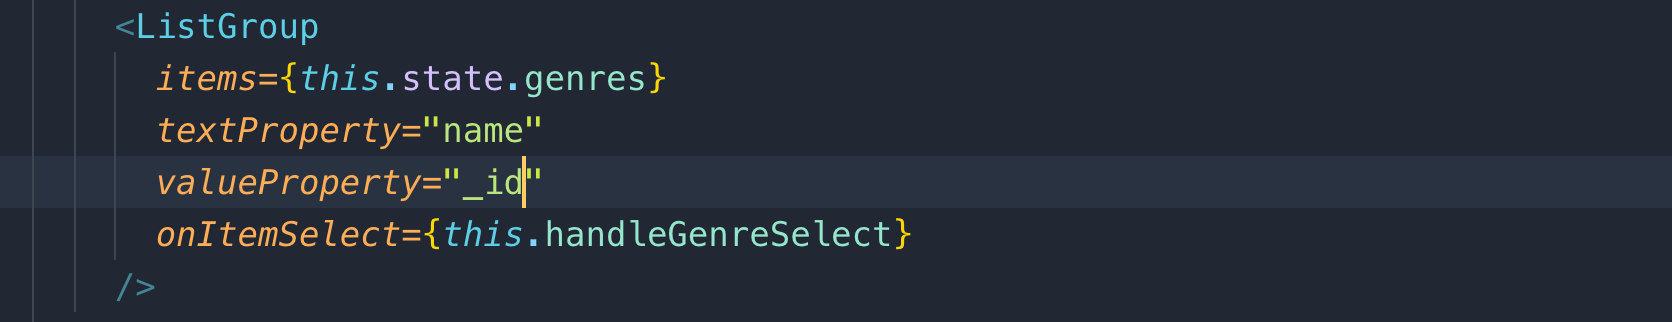 <ListGroup
items={this.state.genres}
textProperty="name"
valueProperty="_id"
onItemSelect={this.handleGenreSelect}
/>